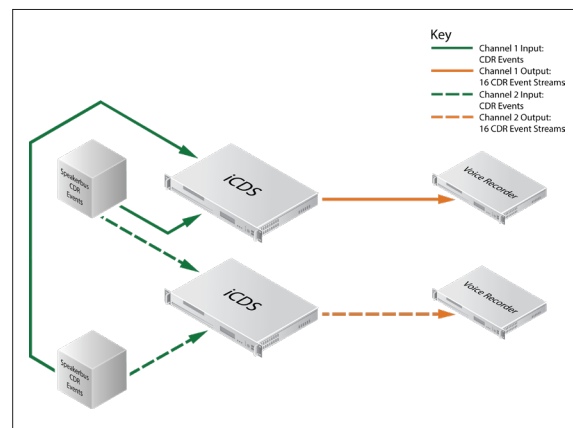 Key
Channel 1 Input:
CDR Events
Channel 1 Output:
16 CDR Event Streams
Channel 2 Input:
CDR Events
Channel 2 Output:
16 CDR Event Streams
Speakerbus
CDR
Events
iCDS
Voice Recorder
iCDS
Voice Recorder
Speakerbus
CDR
Events